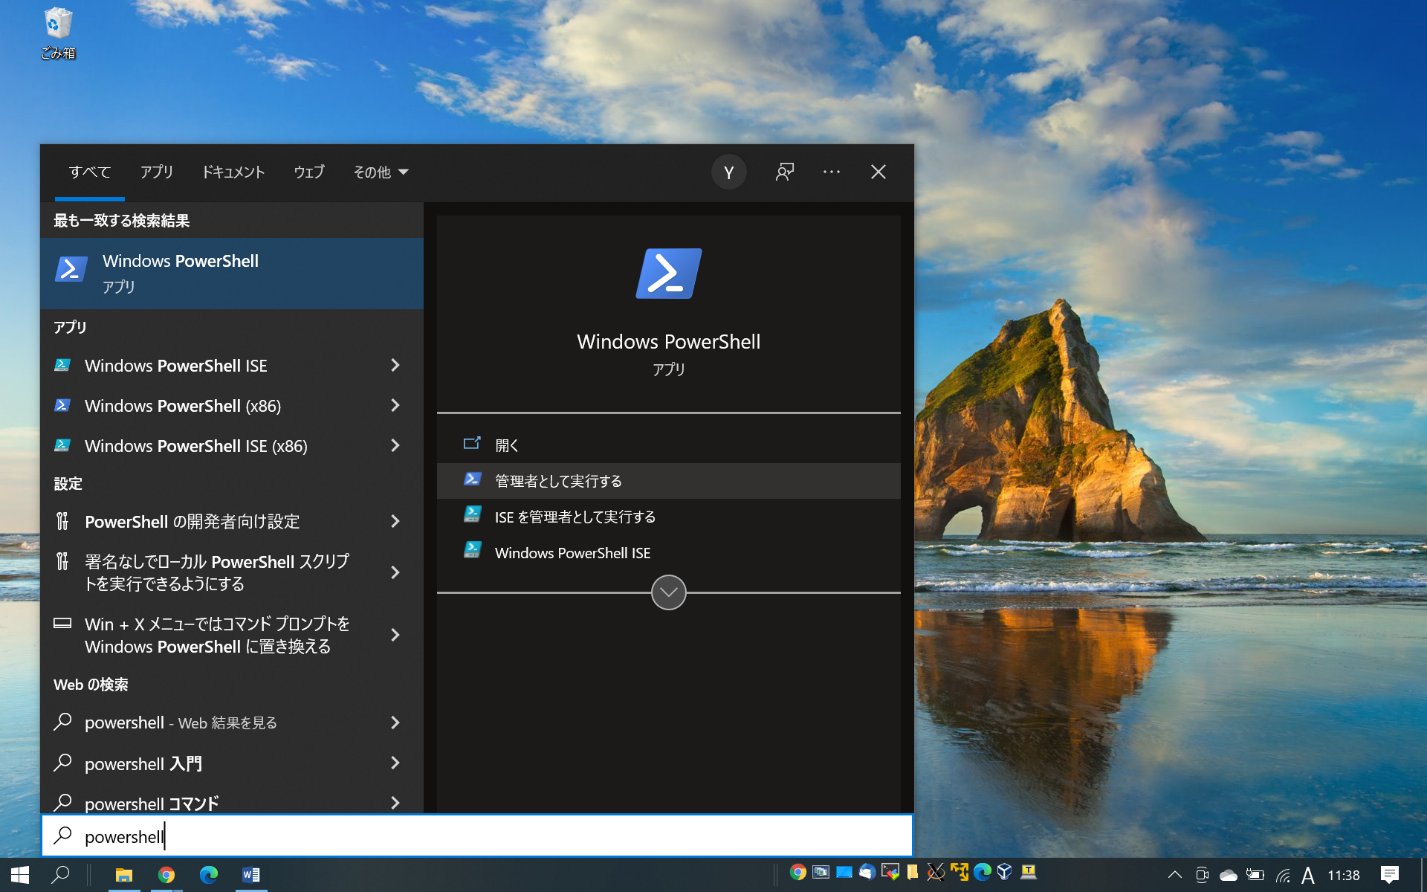 ごみ箱
すべて アプリ ドキュメント ウェブ その他 Y
最も一致する検索結果
Windows PowerShell
アプリ
アプリ
Windows PowerShell ISE
Windows PowerShell (x86)
Windows PowerShell ISE (x86)
設定
PowerShell の開発者向け設定
署名なしでローカル PowerShell スクリプ
トを実行できるようにする
Win + X メニューではコマンド プロンプトを
Windows PowerShell に置き換える
Web の検索
powershell - Web 結果を見る
powershell 入門
powershell コマンド
Windows PowerShell
アプリ
開く
管理者として実行する
ISE を管理者として実行する
Windows PowerShell ISE
powershell
A 11:38